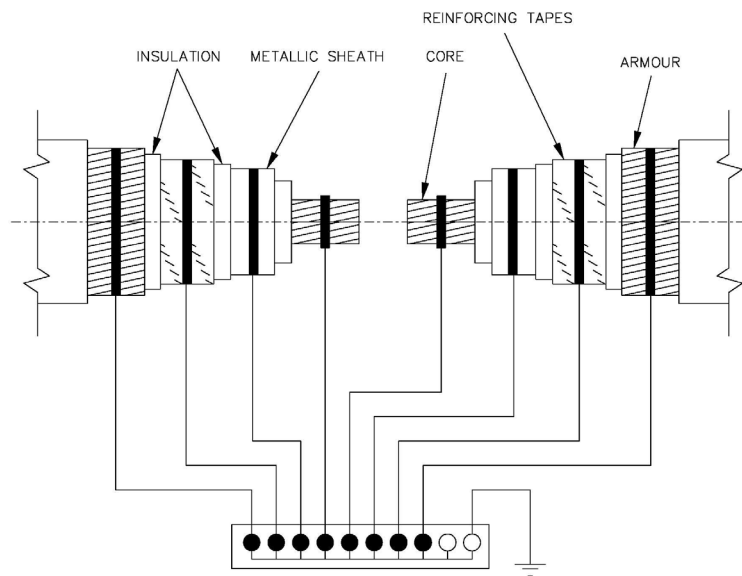 REINFORCING TAPES
INSULATION
METALLIC SHEATH
CORE
ARMOUR